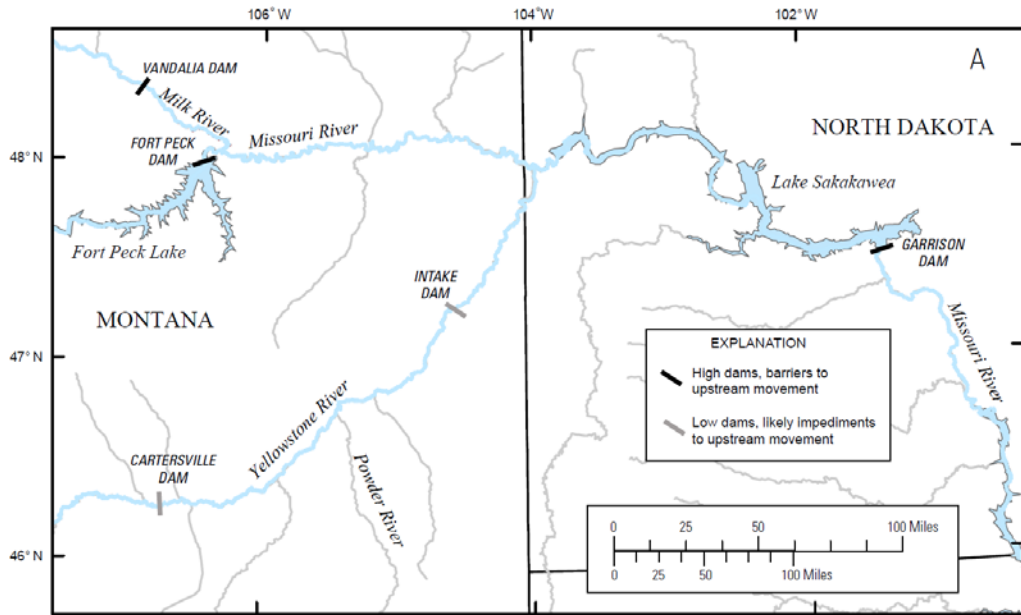 106°W
104°W
102°W
A
VANDALIA DAM
Milk River
FORT PECK
DAM
Missouri River
NORTH DAKOTA
48°N
Lake Sakakawea
Fort Peck Lake
GARRISON
DAM
INTAKE
DAM
MONTANA
47°N
Missouri River
EXPLANATION
High dams, barriers to
upstream movement
Low dams, likely impediments
to upstream movement
Yellowstone River
Powder River
CARTERSVILLE
DAM
46°N
0 25 50 100 Miles
0 25 50 100 Miles